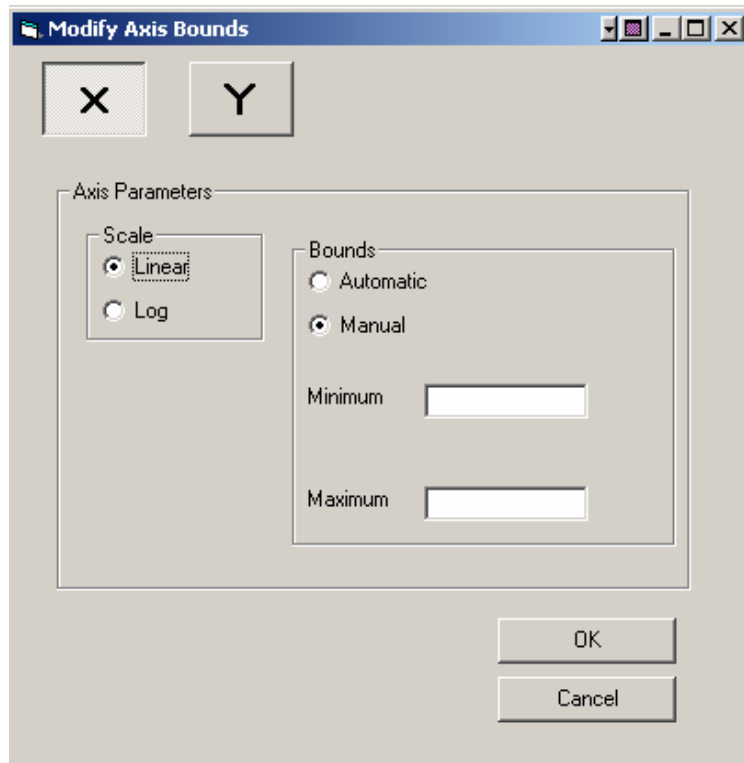 Modify Axis Bounds
X Y
Axis Parameters
Scale
Linear
Log
Bounds
Automatic
Manual
Minimum
Maximum
OK
Cancel